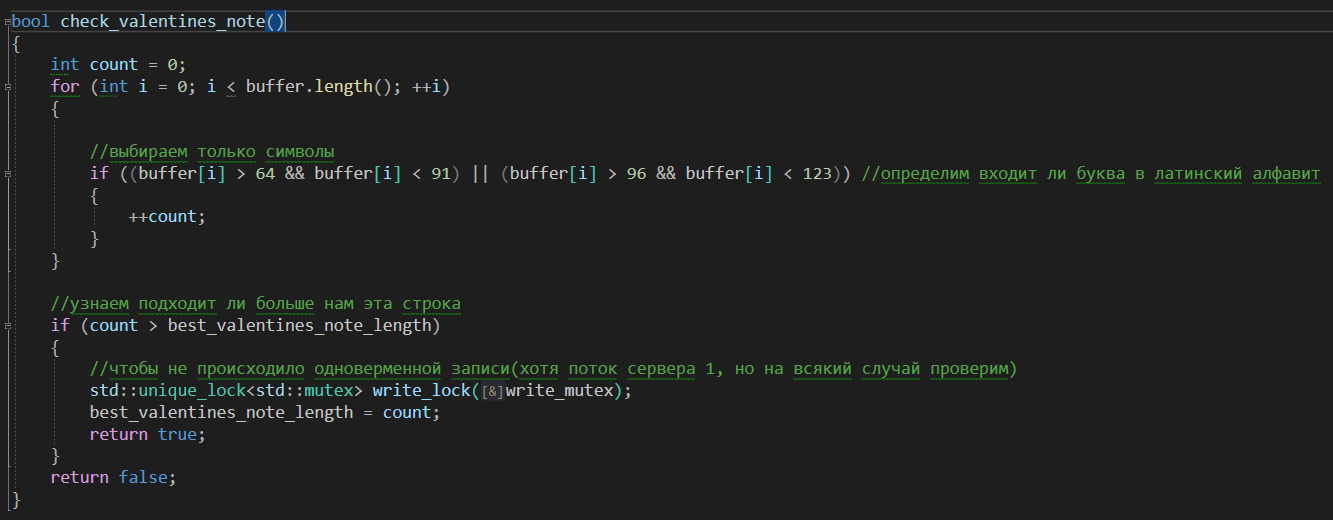 bool check_valentines_note()
{
    int count = 0;
    for (int i = 0; i < buffer.length(); ++i)
    {

        //выбираем только символы
        if ((buffer[i] > 64 && buffer[i] < 91) || (buffer[i] > 96 && buffer[i] < 123)) //определим входит ли буква в латинский алфавит
        {
            ++count;
        }
    }

    //узнаем подходит ли больше нам эта строка
    if (count > best_valentines_note_length)
    {
        //чтобы не происходило одноверменной записи(хотя поток сервера 1, но на всякий случай проверим)
        std::unique_lock<std::mutex> write_lock([&]write_mutex);
        best_valentines_note_length = count;
        return true;
    }
    return false;
}